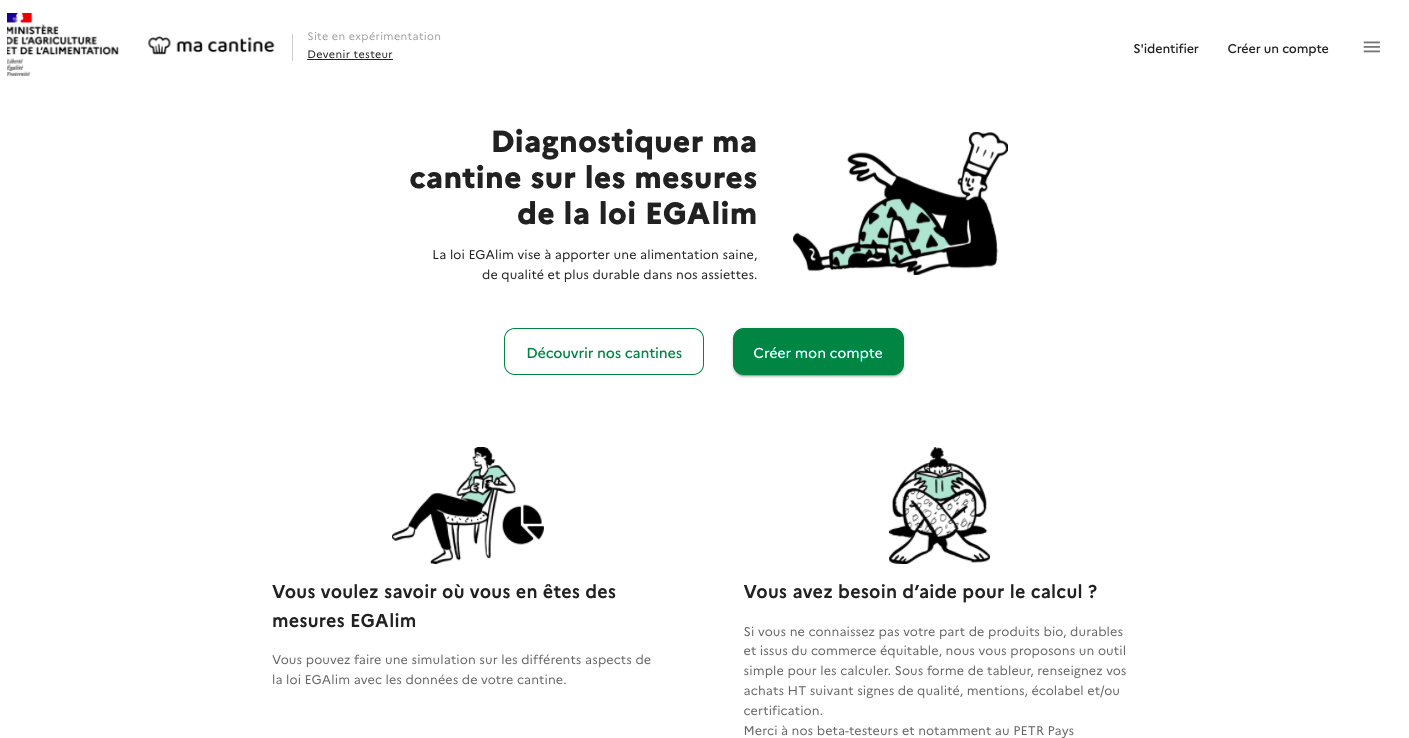 MINISTÈRE
DE L'AGRICULTURE
ET DE L'ALIMENTATION
Liberté
Égalité
Fraternité
ma cantine
Site en expérimentation
Devenir testeur
S'identifier
Créer un compte
Diagnostiquer ma
cantine sur les mesures
de la loi EGAlim
La loi EGAlim vise à apporter une alimentation saine,
de qualité et plus durable dans nos assiettes.
Découvrir nos cantines
Créer mon compte
Vous voulez savoir où vous en êtes des
mesures EGAlim
Vous pouvez faire une simulation sur les différents aspects de
la loi EGAlim avec les données de votre cantine.
Vous avez besoin d’aide pour le calcul ?
Si vous ne connaissez pas votre part de produits bio, durables
et issus du commerce équitable, nous vous proposons un outil
simple pour les calculer. Sous forme de tableur, renseignez vos
achats HT suivant signes de qualité, mentions, écolabel et/ou
certification.
Merci à nos beta-testeurs et notamment au PETR Pays